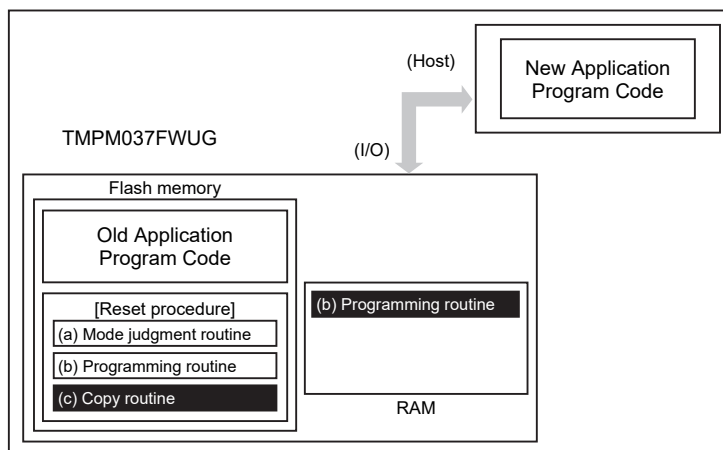 (Host)
New Application
Program Code
TMPM037FWUG
(I/O)
Flash memory
Old Application
Program Code
[Reset procedure]
(a) Mode judgment routine
(b) Programming routine
(c) Copy routine
(b) Programming routine
RAM